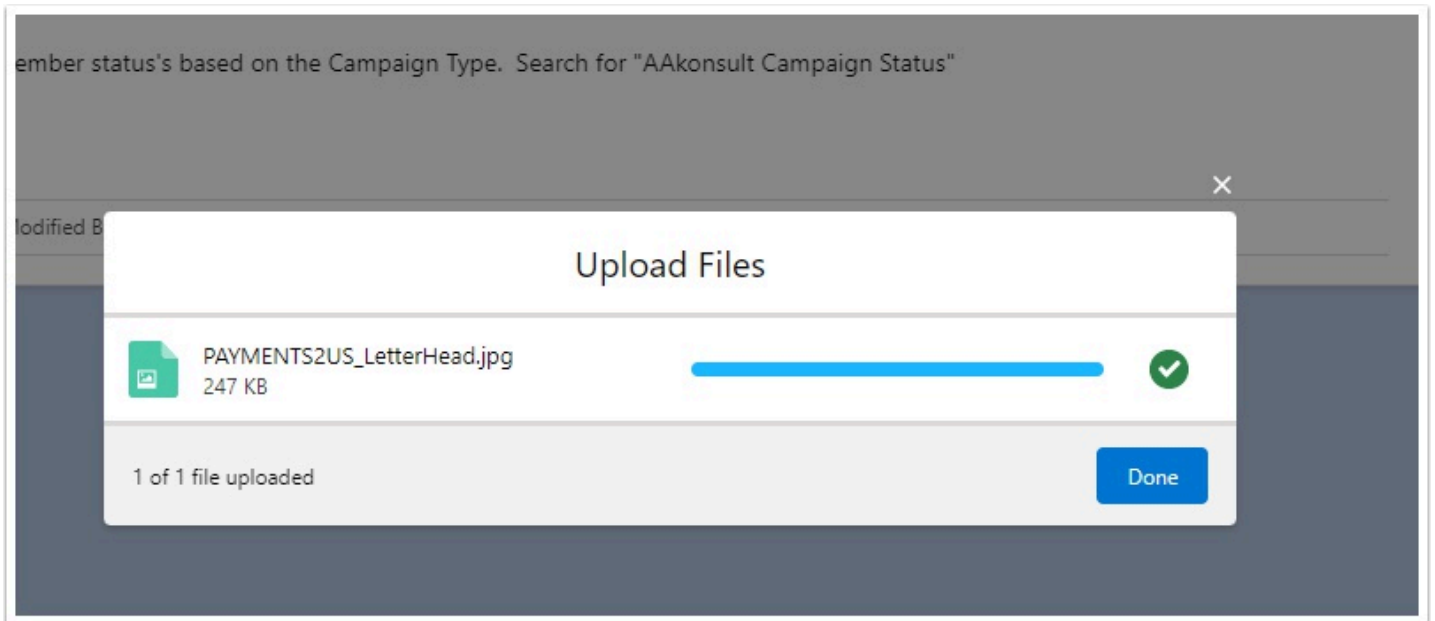 ember status's based on the Campaign Type.  Search for "AAkonsult Campaign Status"
Modified B
Upload Files
PAYMENTS2US_LetterHead.jpg
247 KB
1 of 1 file uploaded
Done